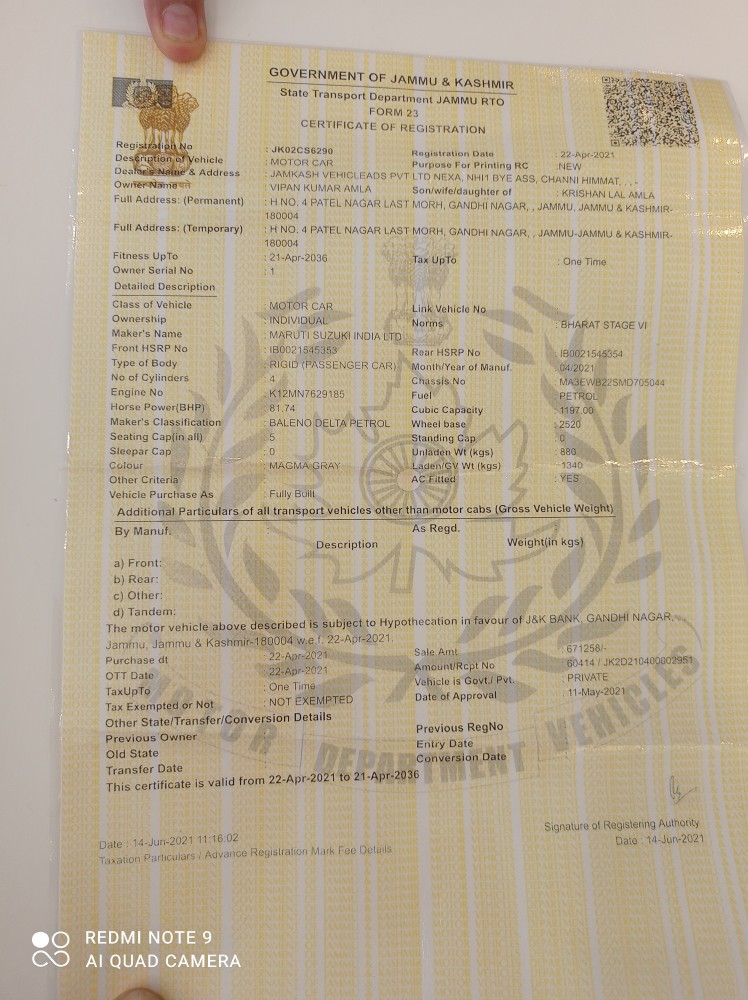 GOVERNMENT OF JAMMU & KASHMIR
State Transport Department JAMMU RTO
FORM 23
CERTIFICATE OF REGISTRATION
Registration No : JK02CS6290 Registration Date : 22-Apr-2021
Description of Vehicle : MOTOR CAR Purpose For Printing RC : NEW
Dealer's Name & Address : JAMKASH VEHICLEADS PVT LTD NEXA, NHI1 BYE ASS, CHANNI HIMMAT, , , -
Owner Name : VIPAN KUMAR AMLA Son/wife/daughter of : KRISHAN LAL AMLA
Full Address: (Permanent) : H NO. 4 PATEL NAGAR LAST MORH, GANDHI NAGAR, , JAMMU, JAMMU & KASHMIR-
180004
Full Address: (Temporary) : H NO. 4 PATEL NAGAR LAST MORH, GANDHI NAGAR, , JAMMU-JAMMU & KASHMIR-
180004
Fitness UpTo : 21-Apr-2036 Tax UpTo : One Time
Owner Serial No : 1
Detailed Description
Class of Vehicle : MOTOR CAR Link Vehicle No
Ownership : INDIVIDUAL Norms : BHARAT STAGE VI
Maker's Name : MARUTI SUZUKI INDIA LTD
Front HSRP No : IB0021545353 Rear HSRP No : IB0021545354
Type of Body : RIGID (PASSENGER CAR) Month/Year of Manuf. : 04/2021
No of Cylinders : 4 Chassis No : MA3EWB22SMD705044
Engine No : K12MN7629185 Fuel : PETROL
Horse Power(BHP) : 81.74 Cubic Capacity : 1197.00
Maker's Classification : BALENO DELTA PETROL Wheel base : 2520
Seating Cap(in all) : 5 Standing Cap : 0
Sleepar Cap : 0 Unladen Wt (kgs) : 880
Colour : MAGMA GRAY Laden/GV Wt (kgs) : 1340
Other Criteria AC Fitted : YES
Vehicle Purchase As : Fully Built
Additional Particulars of all transport vehicles other than motor cabs (Gross Vehicle Weight)
By Manuf. : As Regd.
Description Weight(in kgs)
a) Front:
b) Rear:
c) Other:
d) Tandem:
The motor vehicle above described is subject to Hypothecation in favour of J&K BANK, GANDHI NAGAR,
Jammu, Jammu & Kashmir-180004 w.e.f. 22-Apr-2021.
Purchase dt : 22-Apr-2021 Sale Amt : 671258/-
OTT Date : 22-Apr-2021 Amount/Rcpt No : 60414 / JK2D210400002951
TaxUpTo : One Time Vehicle is Govt./ Pvt. : PRIVATE
Tax Exempted or Not : NOT EXEMPTED Date of Approval : 11-May-2021
Other State/Transfer/Conversion Details
Previous Owner Previous RegNo
Old State Entry Date
Transfer Date Conversion Date
This certificate is valid from 22-Apr-2021 to 21-Apr-2036
MOTOR DEPARTMENT VEHICLES
Signature of Registering Authority
Date : 14-Jun-2021 11:16:02 Date : 14-Jun-2021
Taxation Particulars / Advance Registration Mark Fee Details
REDMI NOTE 9
AI QUAD CAMERA